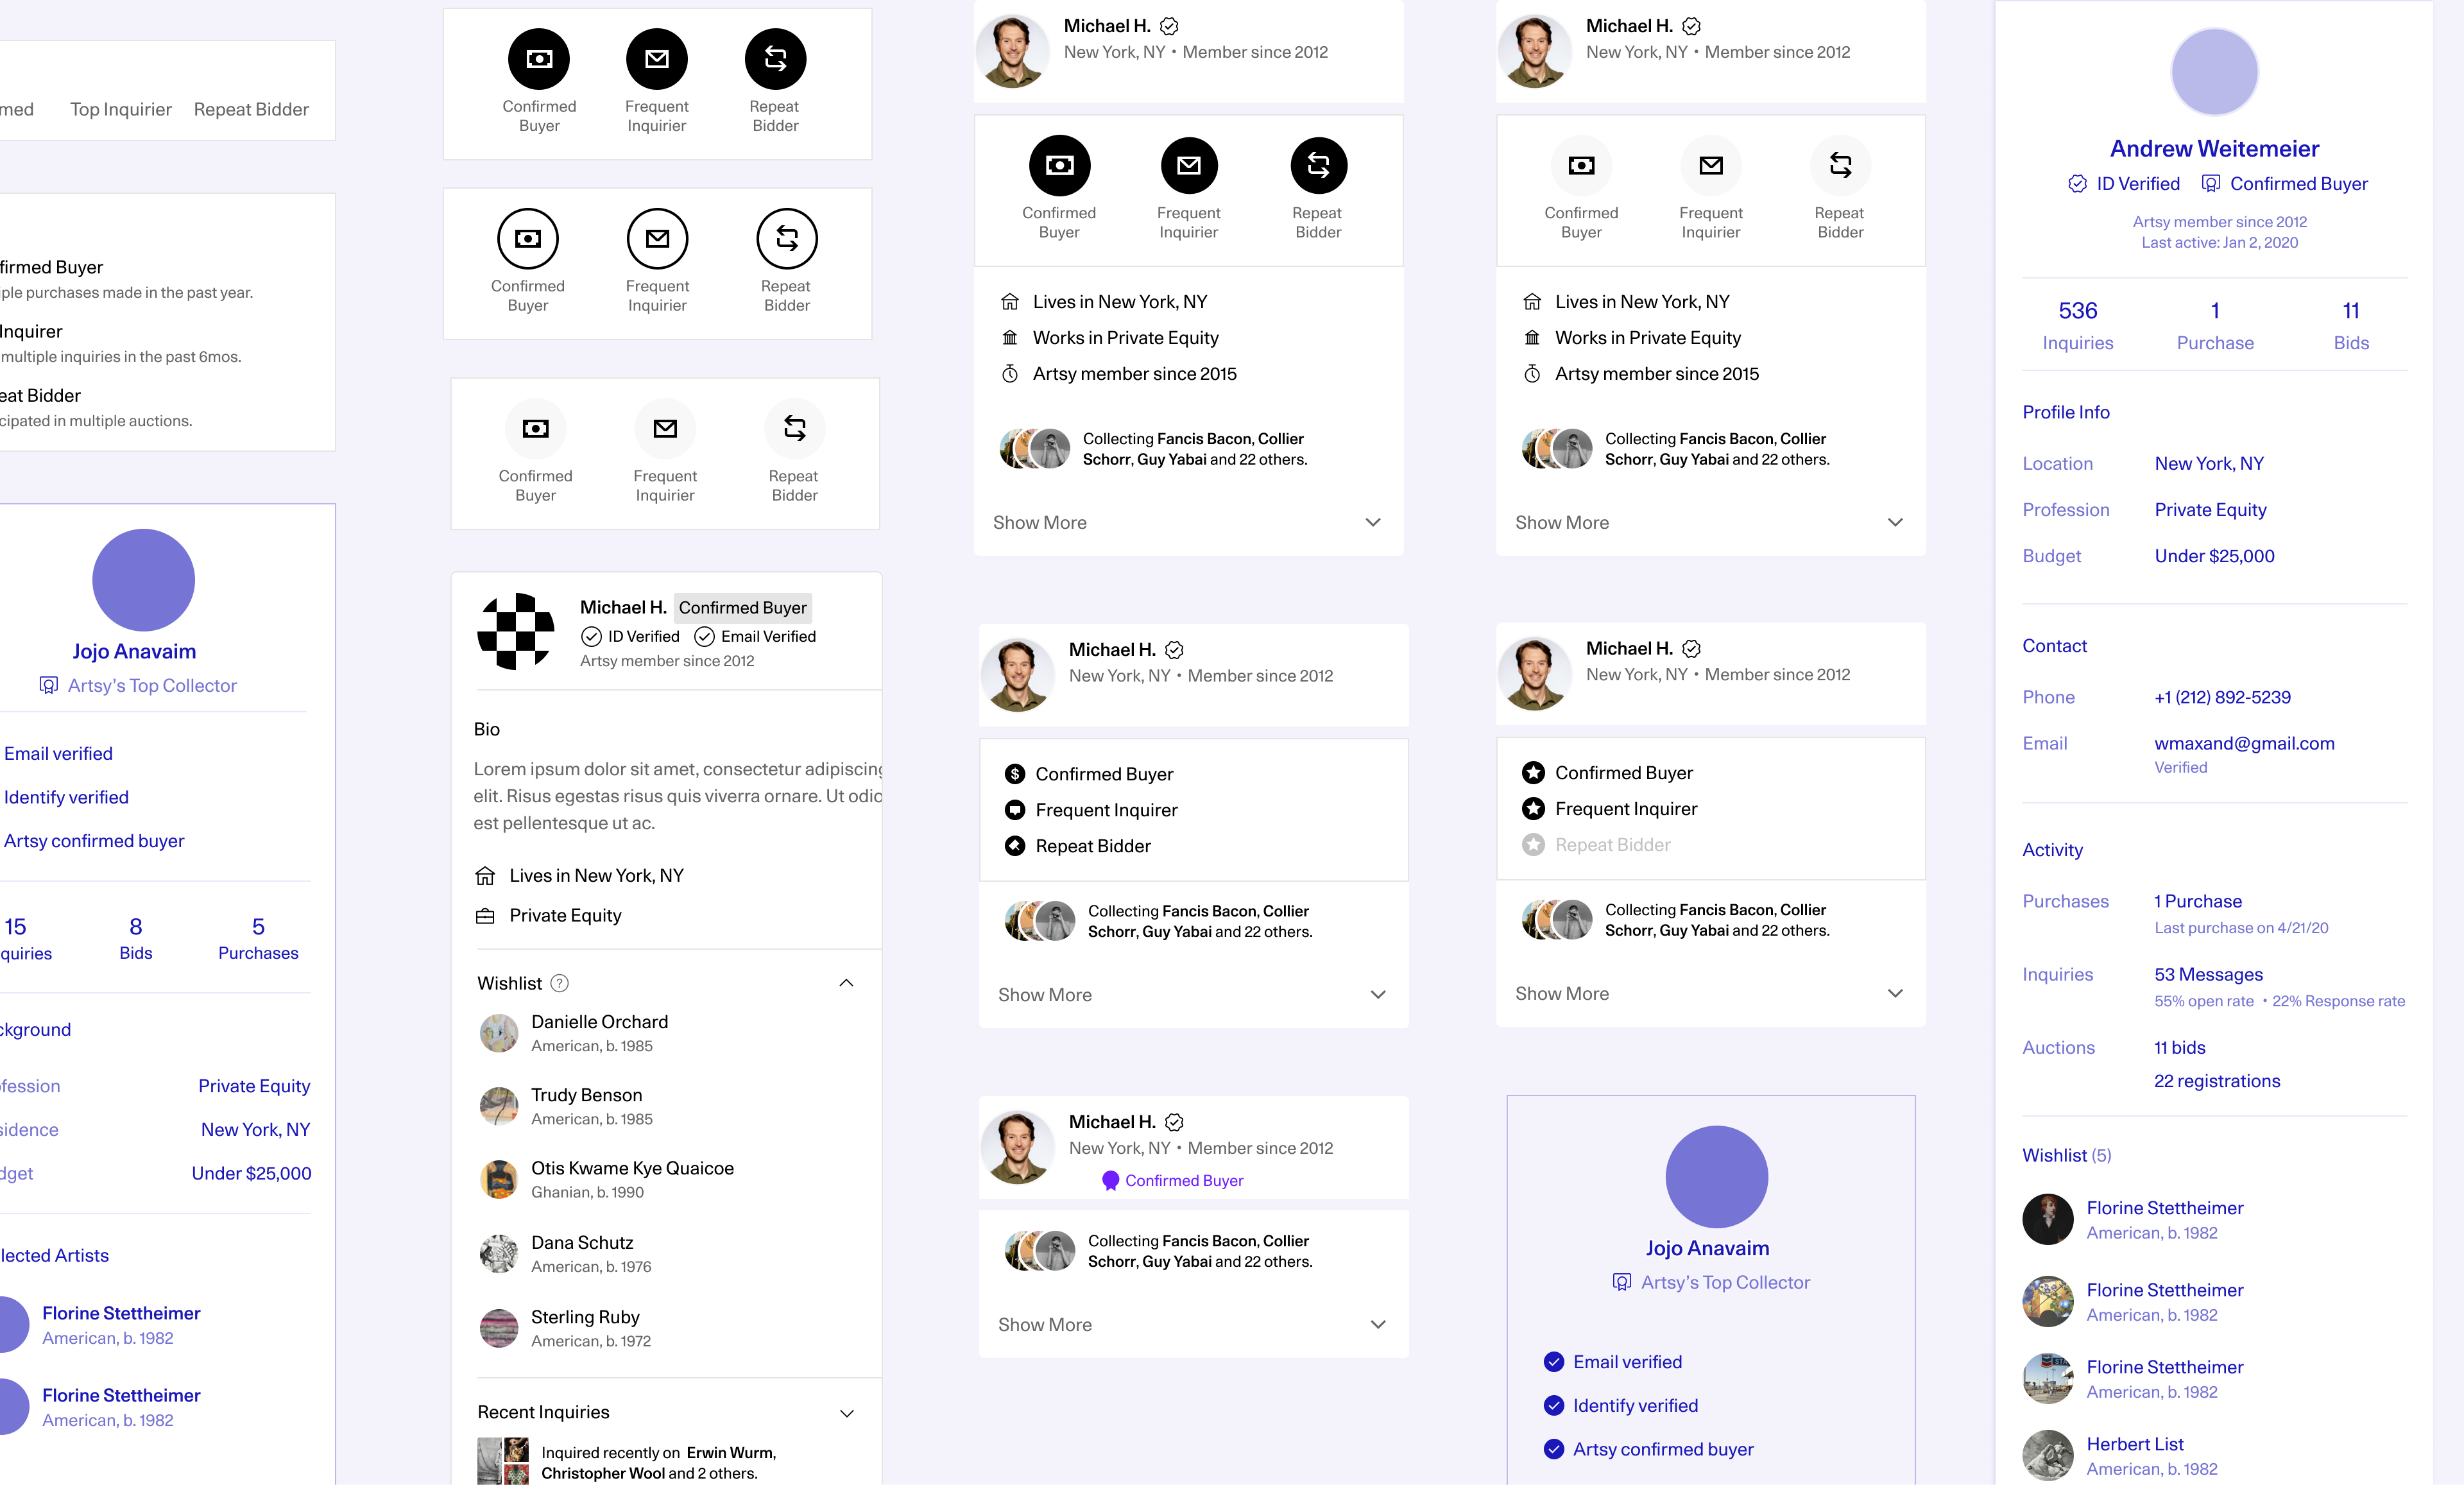 Top Inquirier
Repeat Bidder
firmed Buyer
iple purchases made in the past year.
Inquirer
multiple inquiries in the past 6mos.
eat Bidder
cipated in multiple auctions.
Jojo Anavaim
Artsy's Top Collector
Email verified
Identify verified
Artsy confirmed buyer
15
8
5
quiries
Bids
Purchases
ckground
fession
Private Equity
sidence
New York, NY
dget
Under $25,000
lected Artists
Florine Stettheimer
American, b. 1982
Florine Stettheimer
American, b. 1982
Confirmed
Buyer
Frequent
Inquirier
Repeat
Bidder
Confirmed
Buyer
Frequent
Inquirier
Repeat
Bidder
Confirmed
Buyer
Frequent
Inquirier
Repeat
Bidder
Michael H. Confirmed Buyer
ID Verified Email Verified
Artsy member since 2012
Bio
Lorem ipsum dolor sit amet, consectetur adipiscing
elit. Risus egestas risus quis viverra ornare. Ut odio
est pellentesque ut ac.
Lives in New York, NY
Private Equity
Wishlist ?
Danielle Orchard
American, b. 1985
Trudy Benson
American, b. 1985
Otis Kwame Kye Quaicoe
Ghanian, b. 1990
Dana Schutz
American, b. 1976
Sterling Ruby
American, b. 1972
Recent Inquiries
Inquired recently on Erwin Wurm,
Christopher Wool and 2 others.
Michael H.
New York, NY • Member since 2012
Confirmed
Buyer
Frequent
Inquirier
Repeat
Bidder
Lives in New York, NY
Works in Private Equity
Artsy member since 2015
Collecting Fancis Bacon, Collier
Schorr, Guy Yabai and 22 others.
Show More
Michael H.
New York, NY • Member since 2012
$ Confirmed Buyer
Frequent Inquirer
Repeat Bidder
Collecting Fancis Bacon, Collier
Schorr, Guy Yabai and 22 others.
Show More
Michael H.
New York, NY • Member since 2012
Confirmed Buyer
Collecting Fancis Bacon, Collier
Schorr, Guy Yabai and 22 others.
Show More
Michael H.
New York, NY • Member since 2012
Confirmed
Buyer
Frequent
Inquirier
Repeat
Bidder
Lives in New York, NY
Works in Private Equity
Artsy member since 2015
Collecting Fancis Bacon, Collier
Schorr, Guy Yabai and 22 others.
Show More
Michael H.
New York, NY • Member since 2012
Confirmed Buyer
Frequent Inquirer
Repeat Bidder
Collecting Fancis Bacon, Collier
Schorr, Guy Yabai and 22 others.
Show More
Jojo Anavaim
Artsy's Top Collector
Email verified
Identify verified
Artsy confirmed buyer
Andrew Weitemeier
ID Verified Confirmed Buyer
Artsy member since 2012
Last active: Jan 2, 2020
536
1
11
Inquiries
Purchase
Bids
Profile Info
Location
New York, NY
Profession
Private Equity
Budget
Under $25,000
Contact
Phone
+1 (212) 892-5239
Email
wmaxand@gmail.com
Verified
Activity
Purchases
1 Purchase
Last purchase on 4/21/20
Inquiries
53 Messages
55% open rate • 22% Response rate
Auctions
11 bids
22 registrations
Wishlist (5)
Florine Stettheimer
American, b. 1982
Florine Stettheimer
American, b. 1982
Florine Stettheimer
American, b. 1982
Herbert List
American, b. 1982